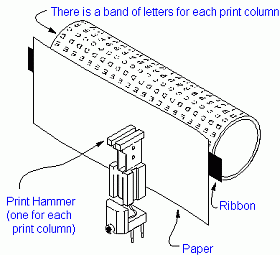 There is a band of letters for each print column
Print Hammer
(one for each
print column)
Ribbon
Paper